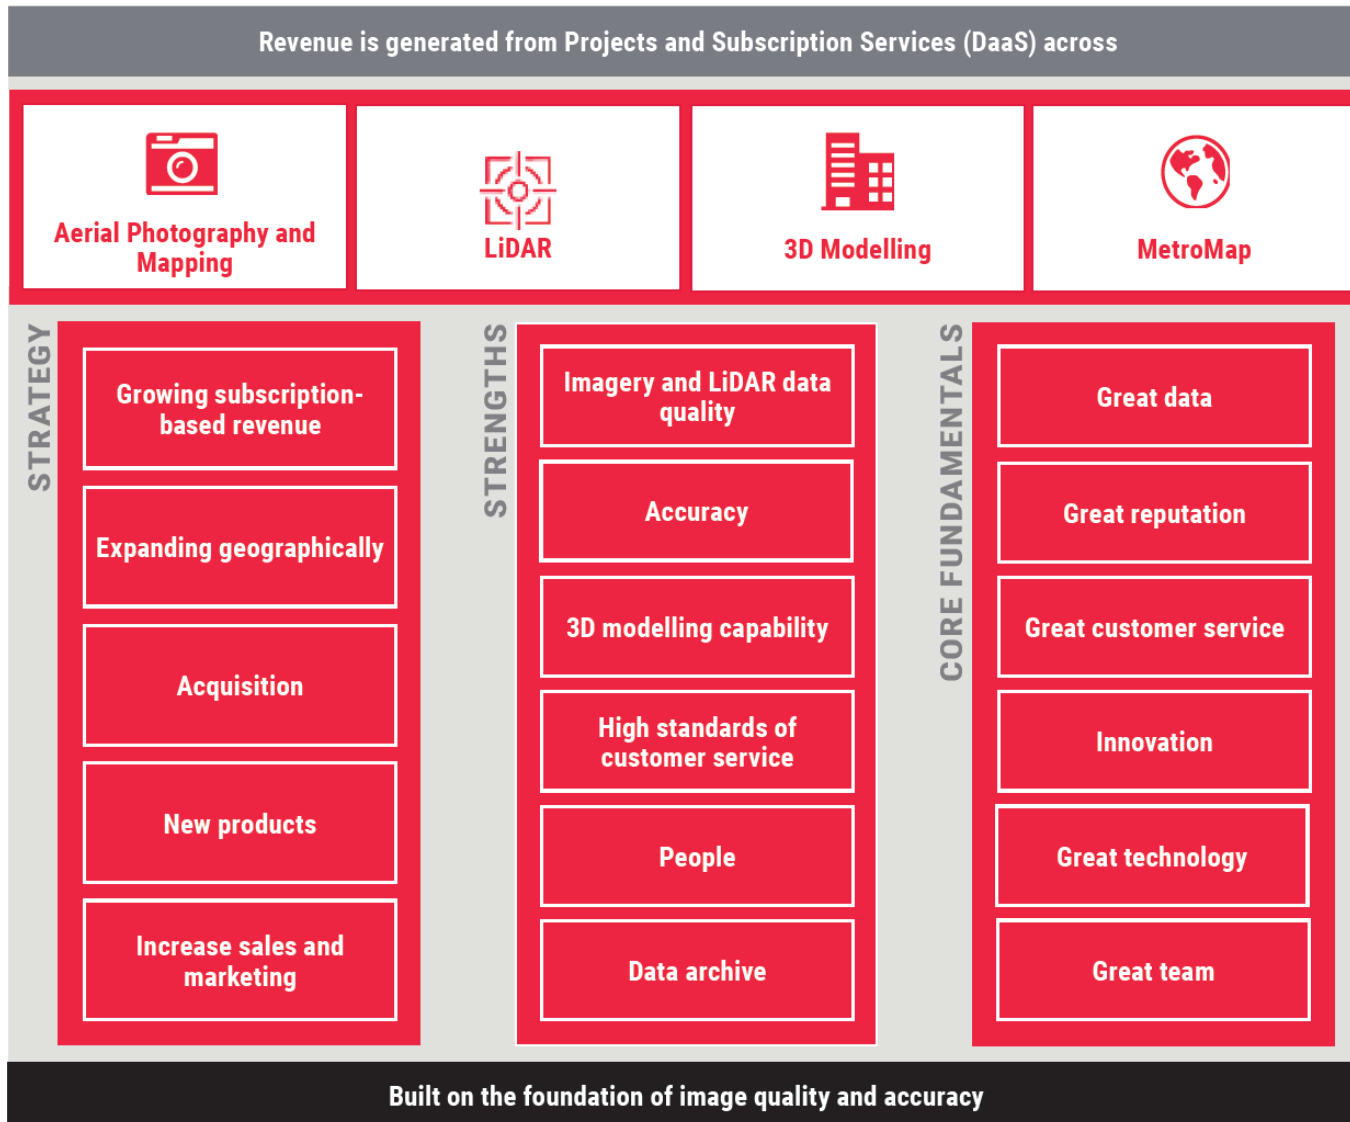 Revenue is generated from Projects and Subscription Services (DaaS) across
Aerial Photography and
Mapping
LiDAR
3D Modelling
MetroMap
STRATEGY
Growing subscription-
based revenue
Expanding geographically
Acquisition
New products
Increase sales and
marketing
STRENGTHS
Imagery and LiDAR data
quality
Accuracy
3D modelling capability
High standards of
customer service
People
Data archive
CORE FUNDAMENTALS
Great data
Great reputation
Great customer service
Innovation
Great technology
Great team
Built on the foundation of image quality and accuracy